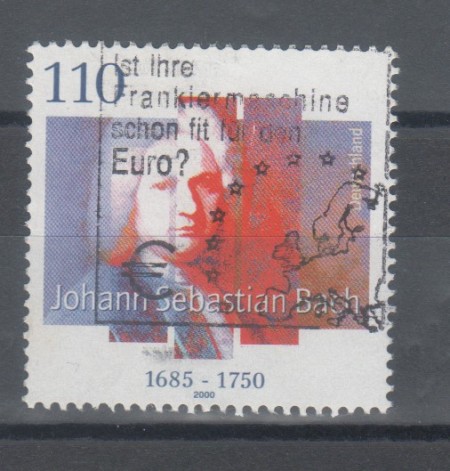 110
Ist Ihre
Frankiermaschine
schon fit für den
Euro?
Deutschland
€
Johann Sebastian Bach
1685 - 1750
2000